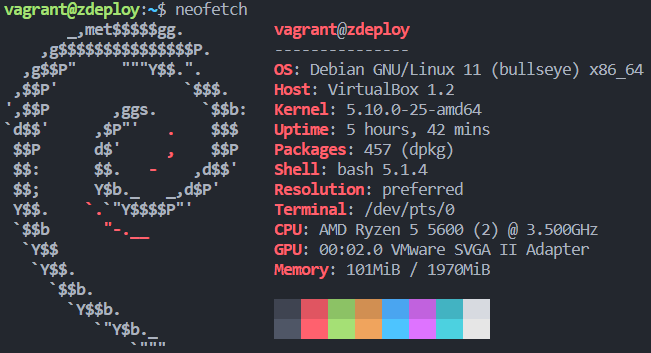 vagrant@zdeploy:~$ neofetch
       _,met$$$$$gg.          vagrant@zdeploy
    ,g$$$$$$$$$$$$$$$P.       ---------------
  ,g$$P"     """Y$$.".        OS: Debian GNU/Linux 11 (bullseye) x86_64
 ,$$P'              `$$$.     Host: VirtualBox 1.2
',$$P       ,ggs.     `$$b:   Kernel: 5.10.0-25-amd64
`d$$'     ,$P"'   .    $$$    Uptime: 5 hours, 42 mins
 $$P      d$'     ,    $$P    Packages: 457 (dpkg)
 $$:      $$.   -    ,d$$'    Shell: bash 5.1.4
 $$;      Y$b._   _,d$P'      Resolution: preferred
 Y$$.    `.`"Y$$$$P"'         Terminal: /dev/pts/0
 `$$b      "-.__              CPU: AMD Ryzen 5 5600 (2) @ 3.500GHz
  `Y$$                        GPU: 00:02.0 VMware SVGA II Adapter
   `Y$$.                      Memory: 101MiB / 1970MiB
     `$$b.
       `Y$$b.
          `"Y$b._
              `"""